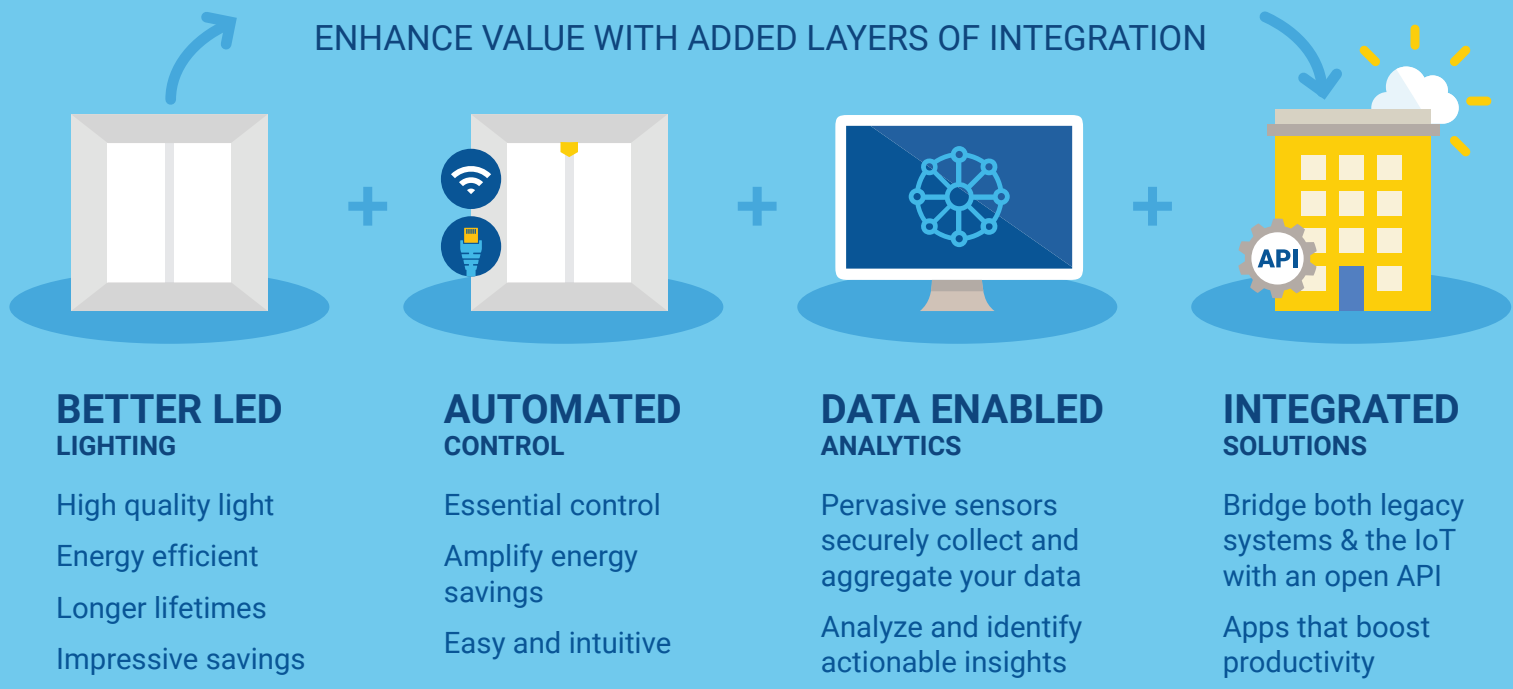 ENHANCE VALUE WITH ADDED LAYERS OF INTEGRATION
API
BETTER LED
LIGHTING
High quality light
Energy efficient
Longer lifetimes
Impressive savings
AUTOMATED
CONTROL
Essential control
Amplify energy
savings
Easy and intuitive
DATA ENABLED
ANALYTICS
Pervasive sensors
securely collect and
aggregate your data
Analyze and identify
actionable insights
INTEGRATED
SOLUTIONS
Bridge both legacy
systems & the IoT
with an open API
Apps that boost
productivity